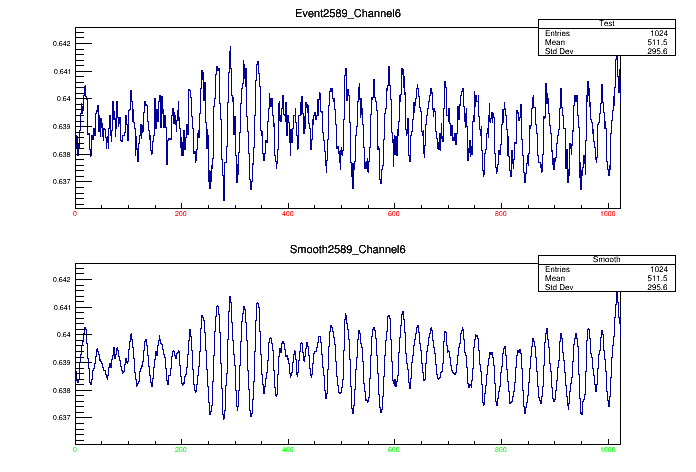 Event2589_Channel6
Test
Entries 1024
Mean 511.5
Std Dev 295.6
0.642
0.641
0.64
0.639
0.638
0.637
0 200 400 600 800 1000
Smooth2589_Channel6
Smooth
Entries 1024
Mean 511.5
Std Dev 295.6
0.642
0.641
0.64
0.639
0.638
0.637
0 200 400 600 800 1000